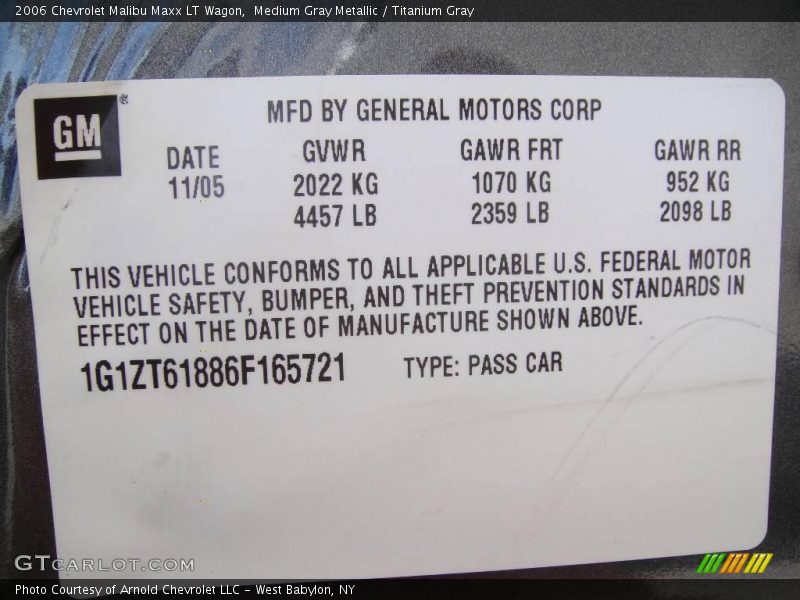 2006 Chevrolet Malibu Maxx LT Wagon,  Medium Gray Metallic / Titanium Gray
GM®
MFD BY GENERAL MOTORS CORP
DATE GVWR GAWR FRT GAWR RR
11/05 2022 KG 1070 KG 952 KG
4457 LB 2359 LB 2098 LB
THIS VEHICLE CONFORMS TO ALL APPLICABLE U.S. FEDERAL MOTOR
VEHICLE SAFETY, BUMPER, AND THEFT PREVENTION STANDARDS IN
EFFECT ON THE DATE OF MANUFACTURE SHOWN ABOVE.
1G1ZT61886F165721 TYPE: PASS CAR
GTCARLOT.COM
Photo Courtesy of Arnold Chevrolet LLC - West Babylon, NY